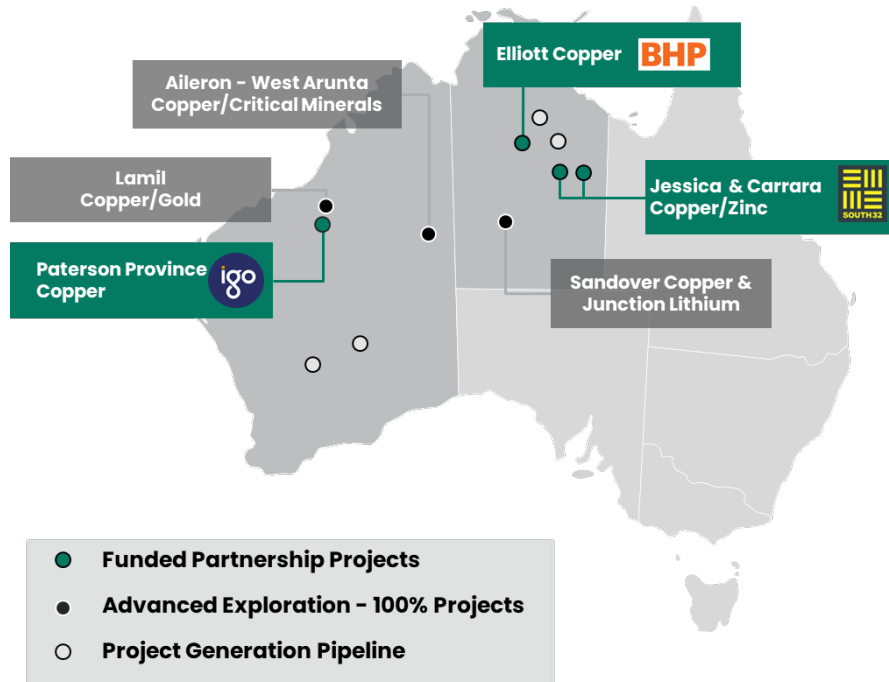 Elliott Copper BHP
Aileron - West Arunta
Copper/Critical Minerals
Lamil
Copper/Gold
Jessica & Carrara
Copper/Zinc
SOUTH32
Paterson Province
Copper
igo
Sandover Copper &
Junction Lithium
Funded Partnership Projects
Advanced Exploration - 100% Projects
Project Generation Pipeline